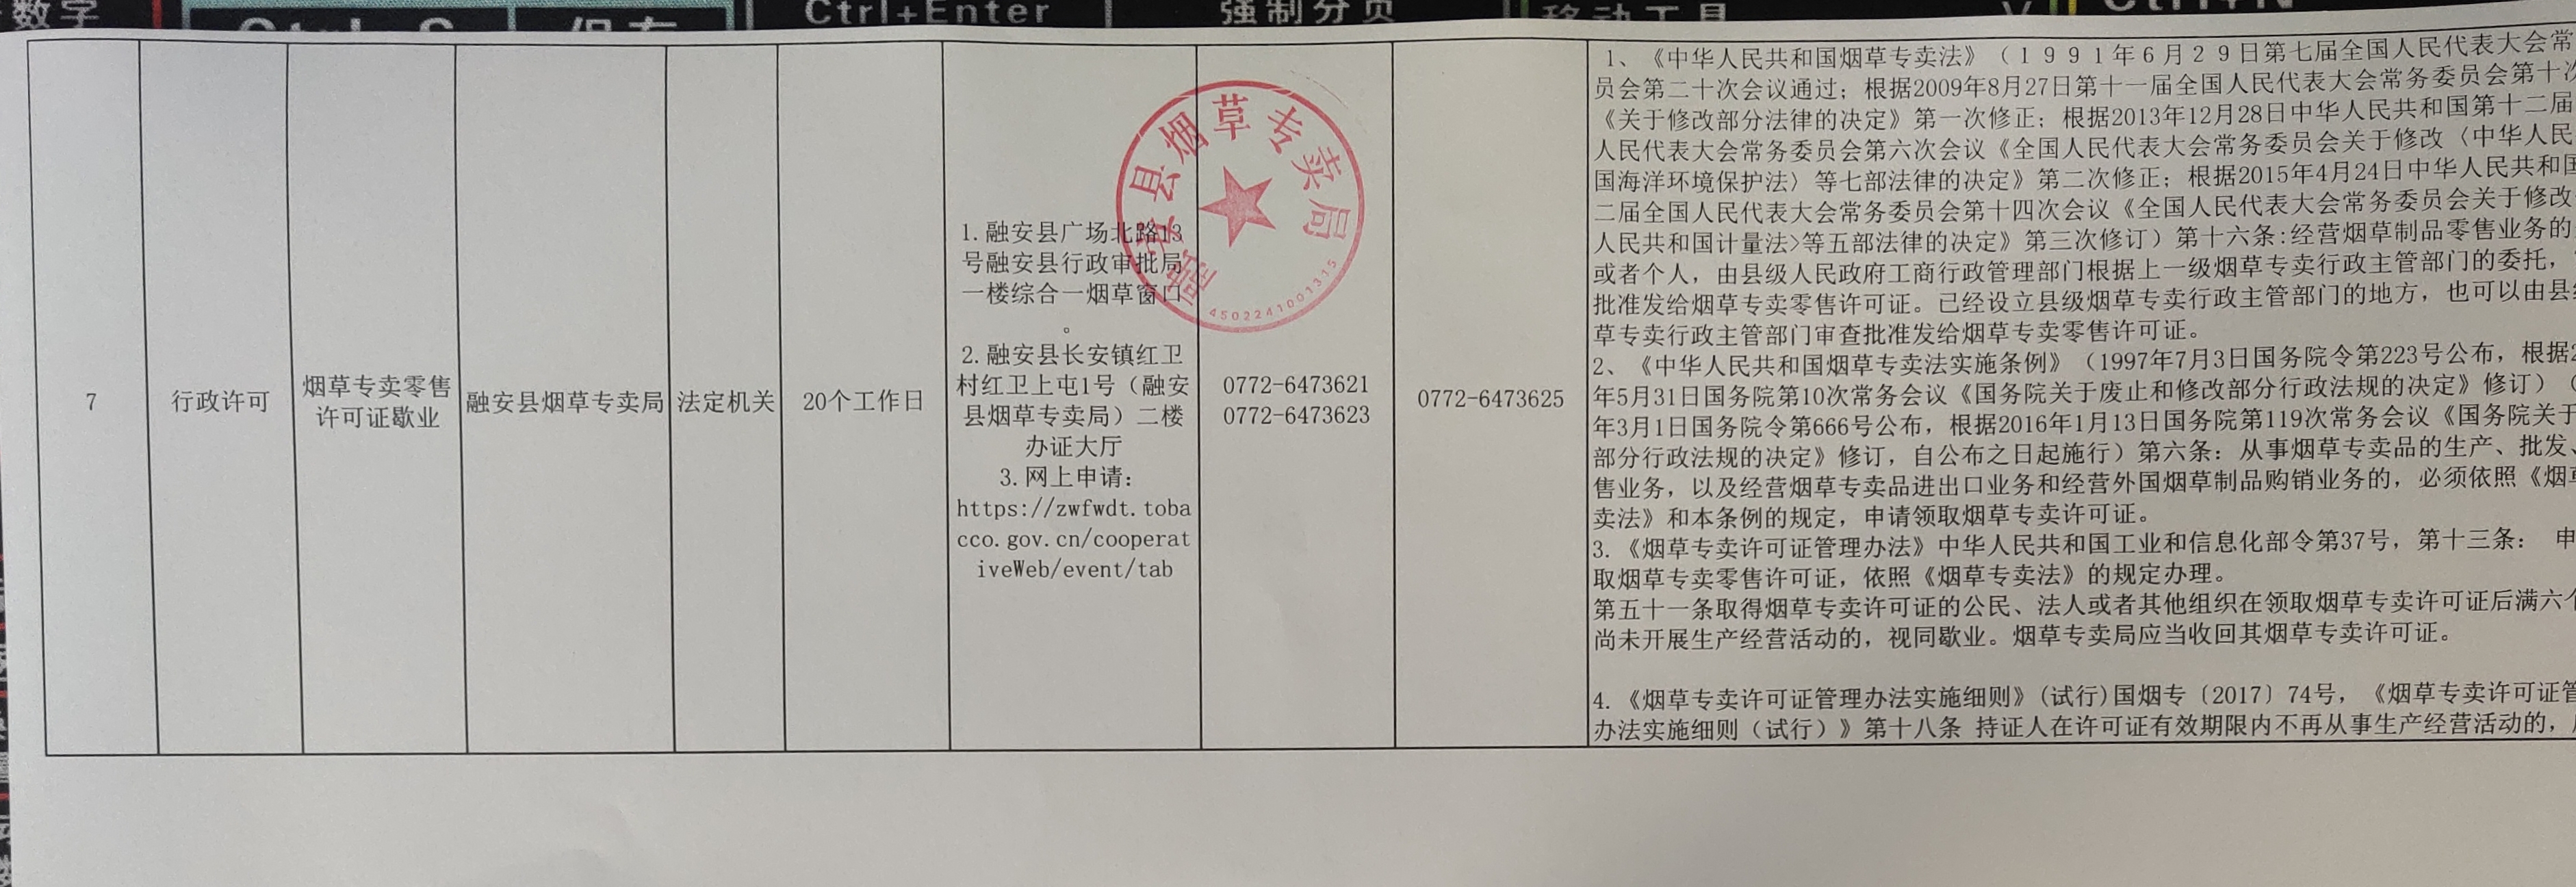 数字
保存
Ctrl+Enter
强制分页
移动工具
7
行政许可
烟草专卖零售
许可证歇业
融安县烟草专卖局
法定机关
20个工作日
1.融安县广场北路13
号融安县行政审批局
一楼综合一烟草窗口
。
2.融安县长安镇红卫
村红卫上屯1号（融安
县烟草专卖局）二楼
办证大厅
3.网上申请：
https://zwfwdt.toba
cco.gov.cn/cooperat
iveWeb/event/tab
融安县烟草专卖局
4502241001315
0772-6473621
0772-6473623
0772-6473625
1、《中华人民共和国烟草专卖法》（1991年6月29日第七届全国人民代表大会常
员会第二十次会议通过；根据2009年8月27日第十一届全国人民代表大会常务委员会第十次
《关于修改部分法律的决定》第一次修正；根据2013年12月28日中华人民共和国第十二届
人民代表大会常务委员会第六次会议《全国人民代表大会常务委员会关于修改〈中华人民
国海洋环境保护法〉等七部法律的决定》第二次修正；根据2015年4月24日中华人民共和国
二届全国人民代表大会常务委员会第十四次会议《全国人民代表大会常务委员会关于修改
人民共和国计量法>等五部法律的决定》第三次修订）第十六条:经营烟草制品零售业务的
或者个人，由县级人民政府工商行政管理部门根据上一级烟草专卖行政主管部门的委托，
批准发给烟草专卖零售许可证。已经设立县级烟草专卖行政主管部门的地方，也可以由县
草专卖行政主管部门审查批准发给烟草专卖零售许可证。
2、《中华人民共和国烟草专卖法实施条例》（1997年7月3日国务院令第223号公布，根据2
年5月31日国务院第10次常务会议《国务院关于废止和修改部分行政法规的决定》修订）（
年3月1日国务院令第666号公布，根据2016年1月13日国务院第119次常务会议《国务院关于
部分行政法规的决定》修订，自公布之日起施行）第六条：从事烟草专卖品的生产、批发、
售业务，以及经营烟草专卖品进出口业务和经营外国烟草制品购销业务的，必须依照《烟草
卖法》和本条例的规定，申请领取烟草专卖许可证。
3.《烟草专卖许可证管理办法》中华人民共和国工业和信息化部令第37号，第十三条： 申
取烟草专卖零售许可证，依照《烟草专卖法》的规定办理。
第五十一条取得烟草专卖许可证的公民、法人或者其他组织在领取烟草专卖许可证后满六个
尚未开展生产经营活动的，视同歇业。烟草专卖局应当收回其烟草专卖许可证。
4.《烟草专卖许可证管理办法实施细则》(试行)国烟专〔2017〕74号，《烟草专卖许可证管
办法实施细则（试行）》第十八条 持证人在许可证有效期限内不再从事生产经营活动的，